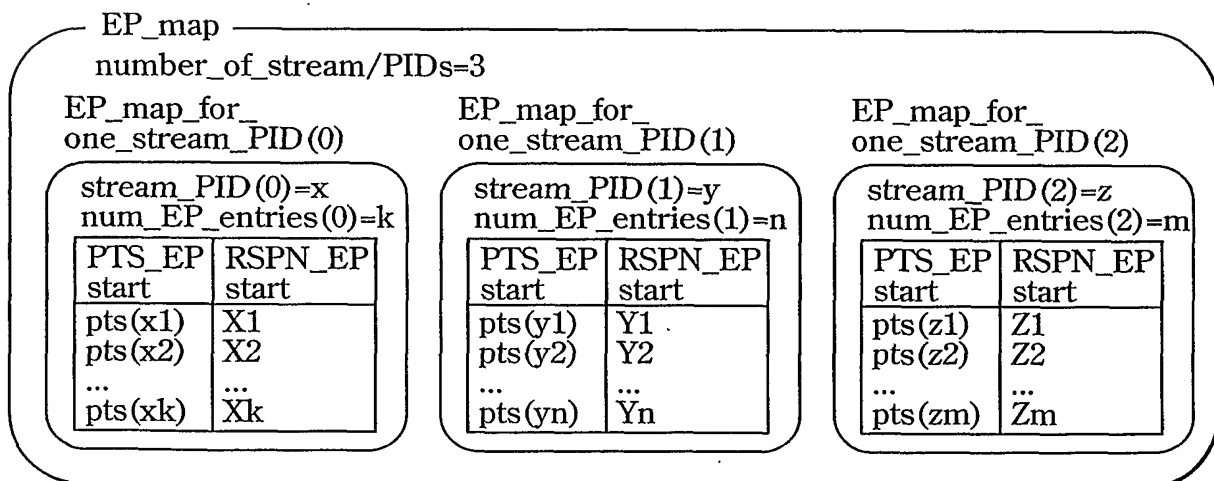 EP_map
number_of_stream/PIDs=3
EP_map_for_
one_stream_PID(0)
stream_PID(0)=x
num_EP_entries(0)=k
PTS_EP RSPN_EP
start start
pts(x1) X1
pts(x2) X2
... ...
pts(xk) Xk
EP_map_for_
one_stream_PID(1)
stream_PID(1)=y
num_EP_entries(1)=n
PTS_EP RSPN_EP
start start
pts(y1) Y1
pts(y2) Y2
... ...
pts(yn) Yn
EP_map_for_
one_stream_PID(2)
stream_PID(2)=z
num_EP_entries(2)=m
PTS_EP RSPN_EP
start start
pts(z1) Z1
pts(z2) Z2
... ...
pts(zm) Zm